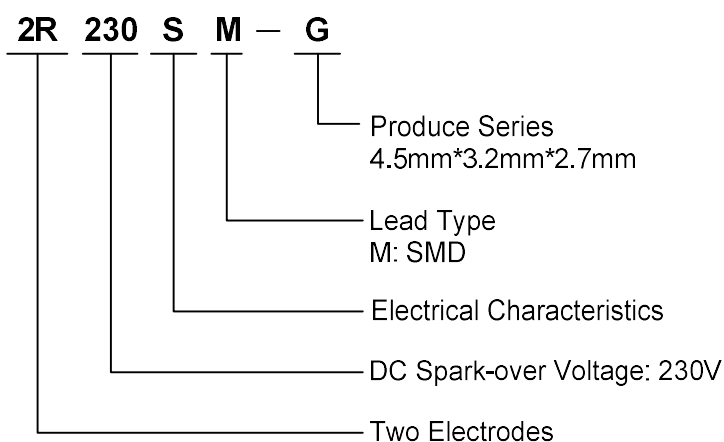 2R 230 S M — G
Produce Series
4.5mm*3.2mm*2.7mm
Lead Type
M: SMD
Electrical Characteristics
DC Spark-over Voltage: 230V
Two Electrodes